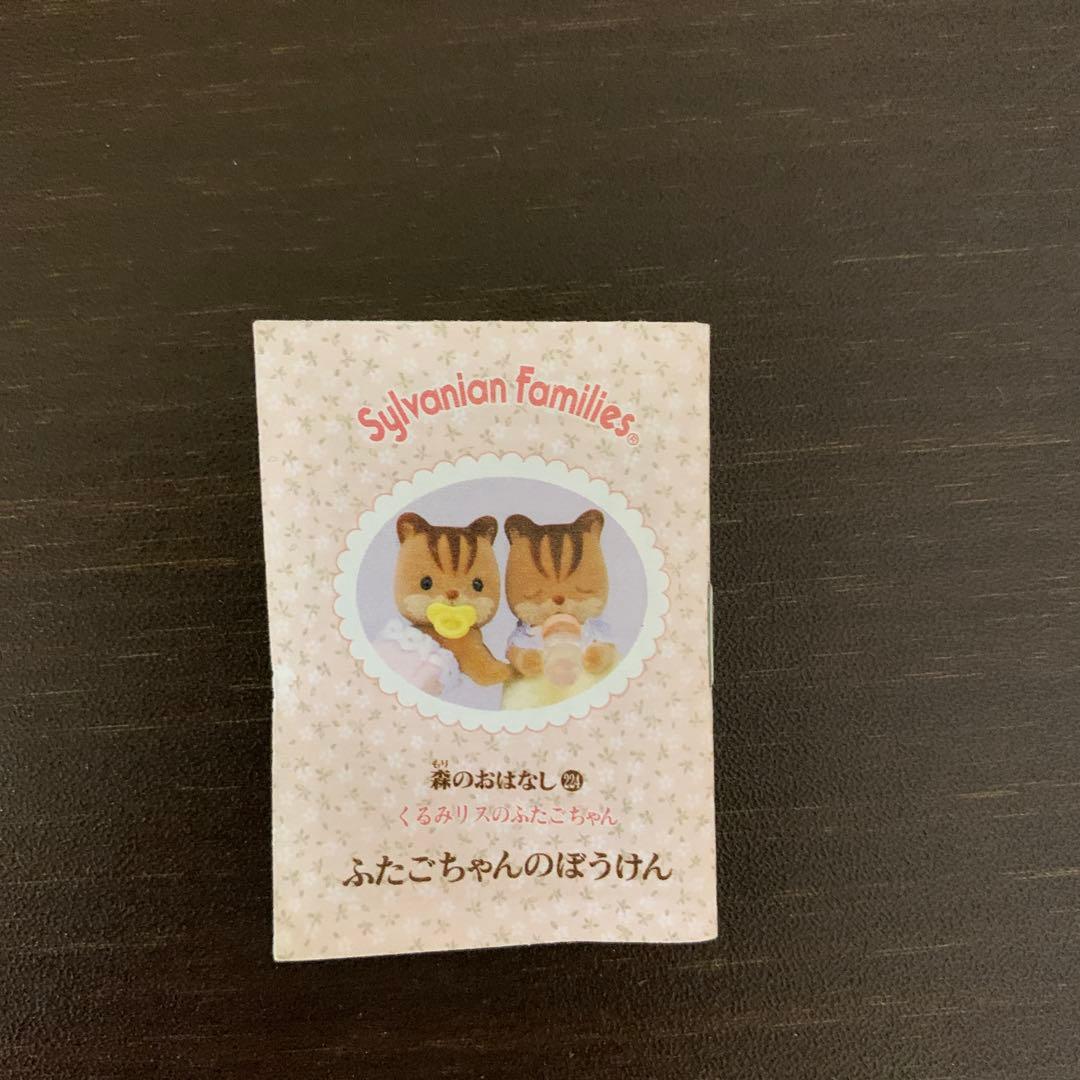 Sylvanian Families®
もり
森のおはなし 224
くるみリスのふたごちゃん
ふたごちゃんのぼうけん